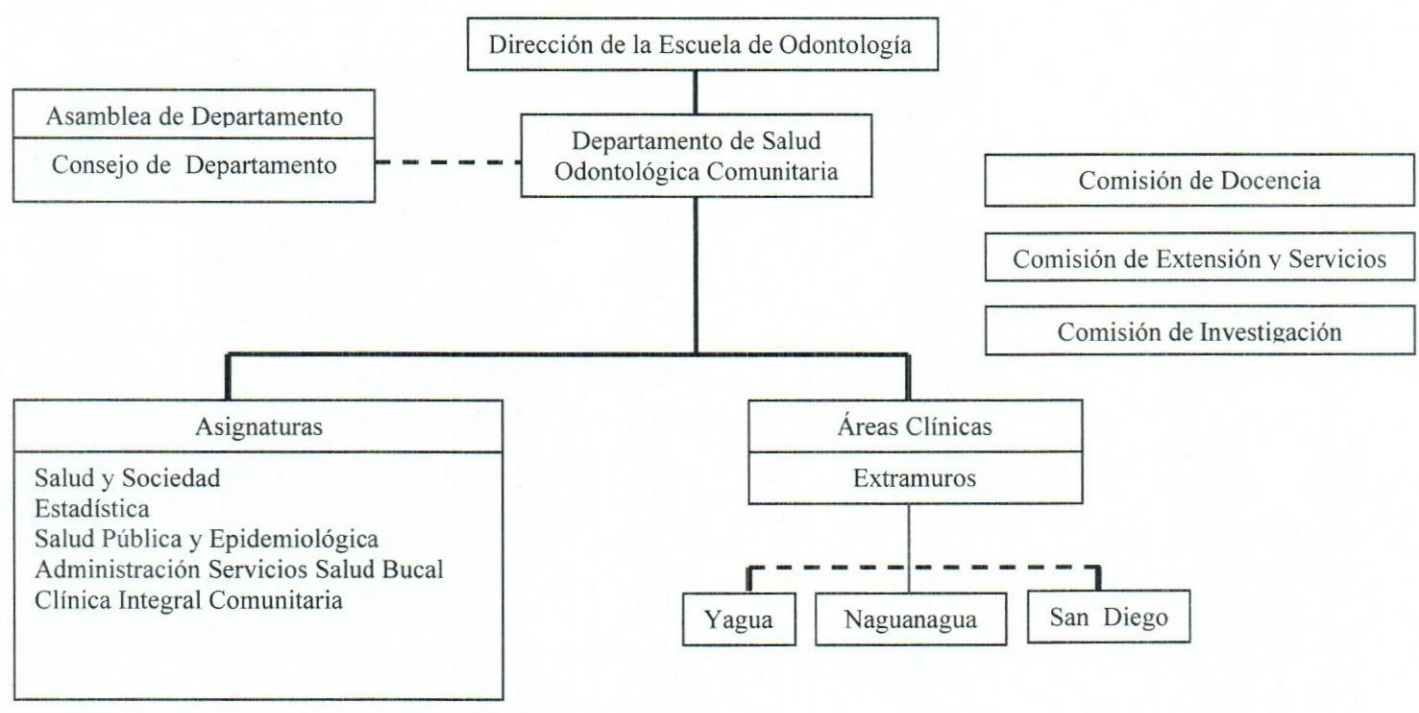 Dirección de la Escuela de Odontología
Asamblea de Departamento
Consejo de Departamento
Departamento de Salud
Odontológica Comunitaria
Comisión de Docencia
Comisión de Extensión y Servicios
Comisión de Investigación
Asignaturas
Salud y Sociedad
Estadística
Salud Pública y Epidemiológica
Administración Servicios Salud Bucal
Clínica Integral Comunitaria
Áreas Clínicas
Extramuros
Yagua
Naguanagua
San Diego